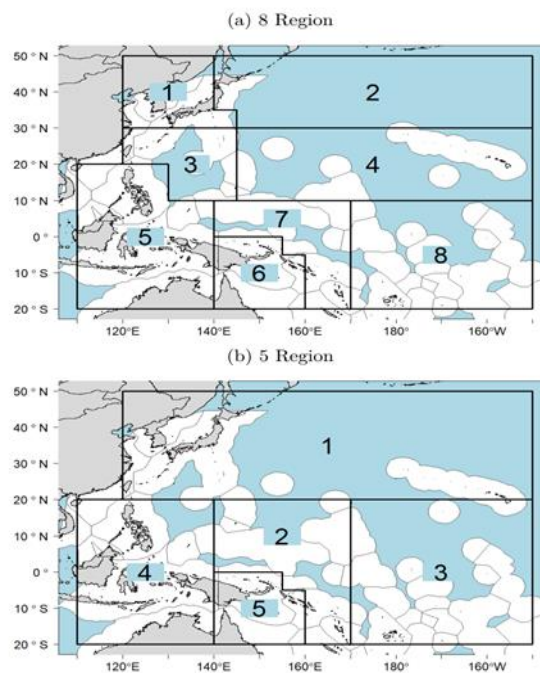 (a) 8 Region
50 ° N
40 ° N
30 ° N
20 ° N
10 ° N
0 °
10 ° S
20 ° S
1
2
3
4
5
7
6
8
120°E
140°E
160°E
180°
160°W
(b) 5 Region
50 ° N
40 ° N
30 ° N
20 ° N
10 ° N
0 °
10 ° S
20 ° S
1
2
4
3
5
120°E
140°E
160°E
180°
160°W